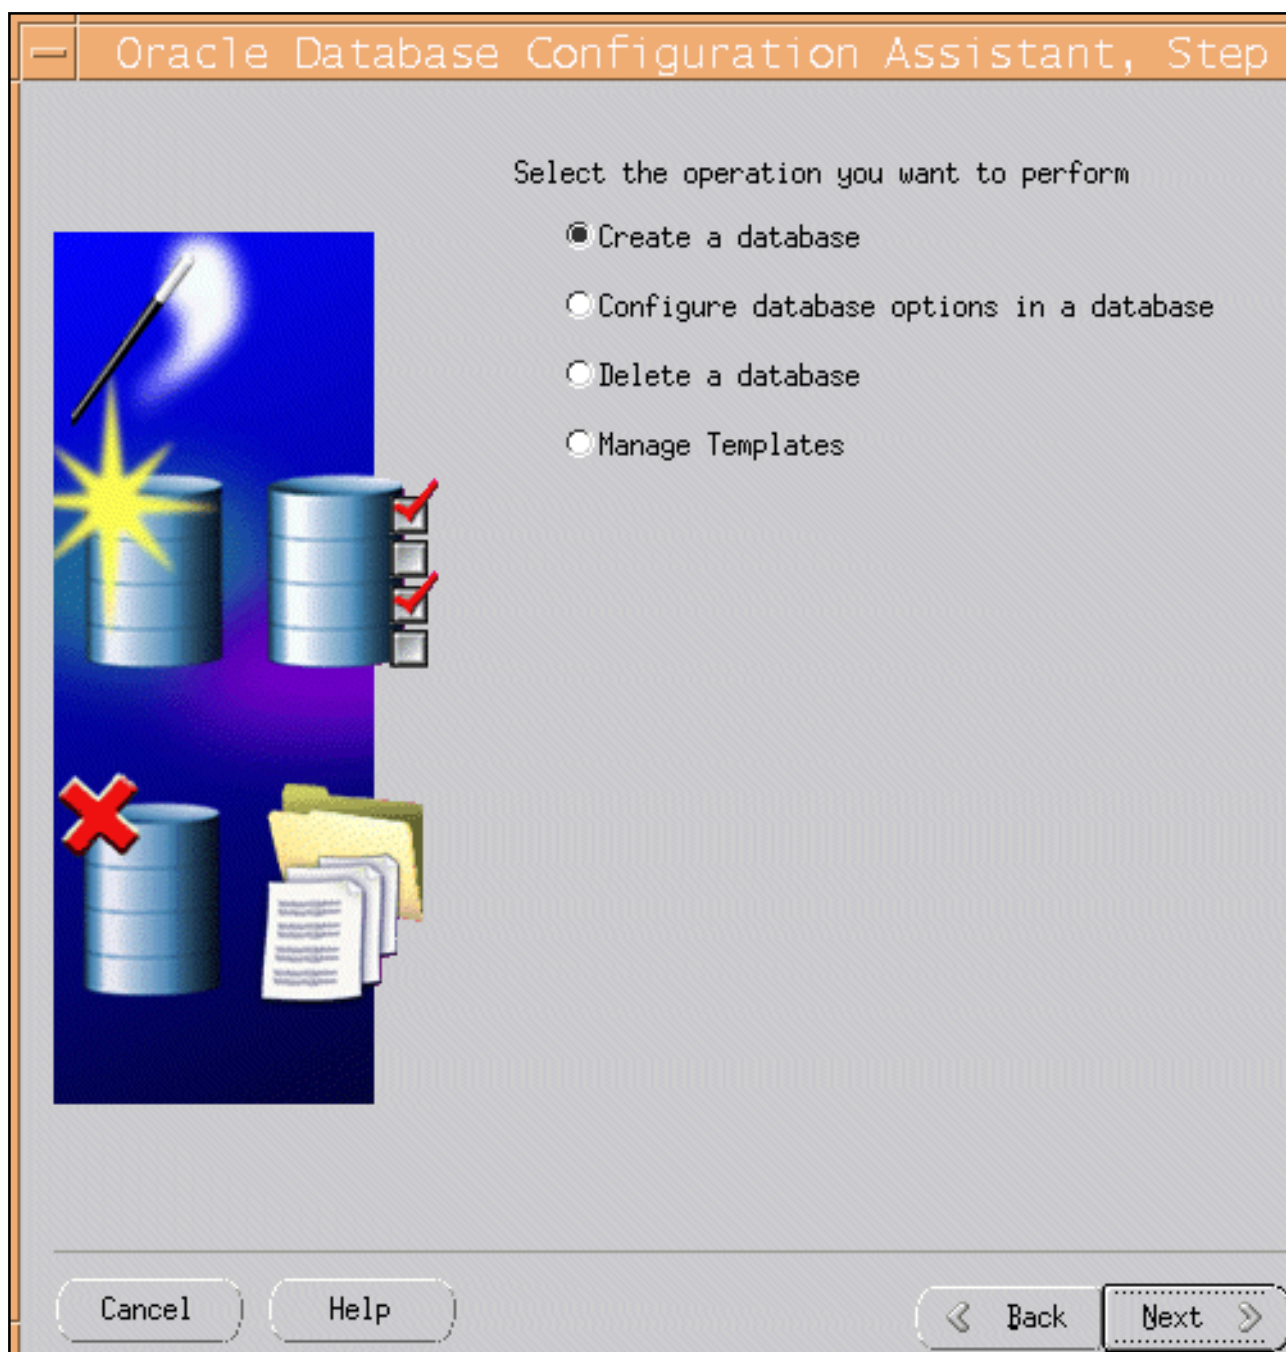 Oracle Database Configuration Assistant, Step
Select the operation you want to perform
Create a database
Configure database options in a database
Delete a database
Manage Templates
Cancel
Help
Back
Next